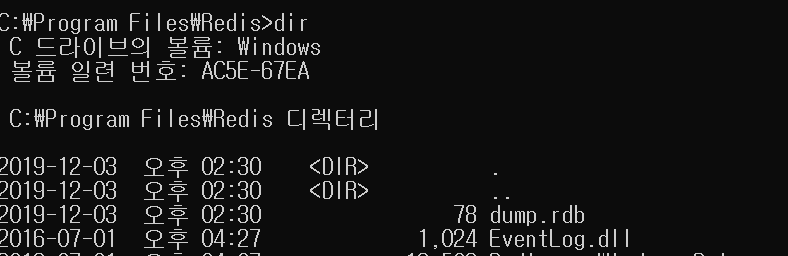 C:₩Program Files₩Redis>dir
C 드라이브의 볼륨: Windows
볼륨 일련 번호: AC5E-67EA
C:₩Program Files₩Redis 디렉터리
2019-12-03 오후 02:30 <DIR> .
2019-12-03 오후 02:30 <DIR> ..
2019-12-03 오후 02:30 78 dump.rdb
2016-07-01 오후 04:27 1,024 EventLog.dll